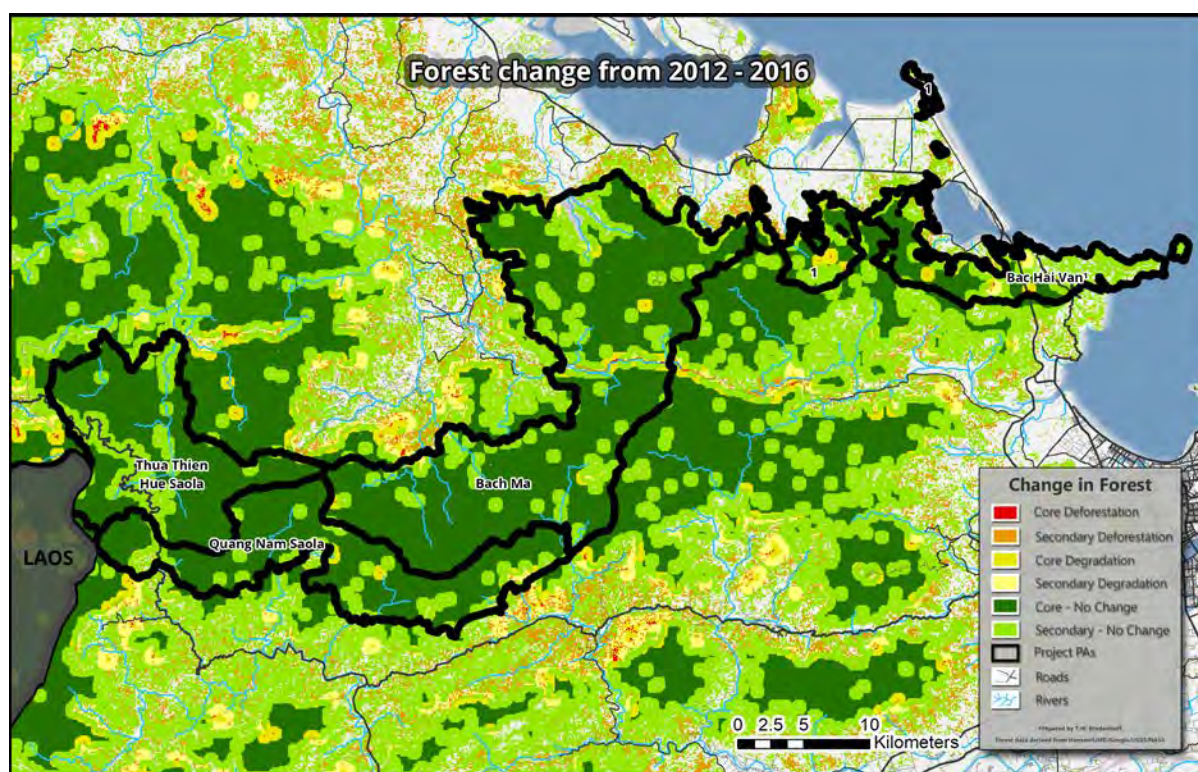 Forest change from 2012 - 2016
1
1
Bac Hai Van
1
Thua Thien
Hue Saola
Bach Ma
Quang Nam Saola
LAOS
Change in Forest
Core Deforestation
Secondary Deforestation
Core Degradation
Secondary Degradation
Core - No Change
Secondary - No Change
Project PAs
Roads
Rivers
0 2.5 5 10
Kilometers